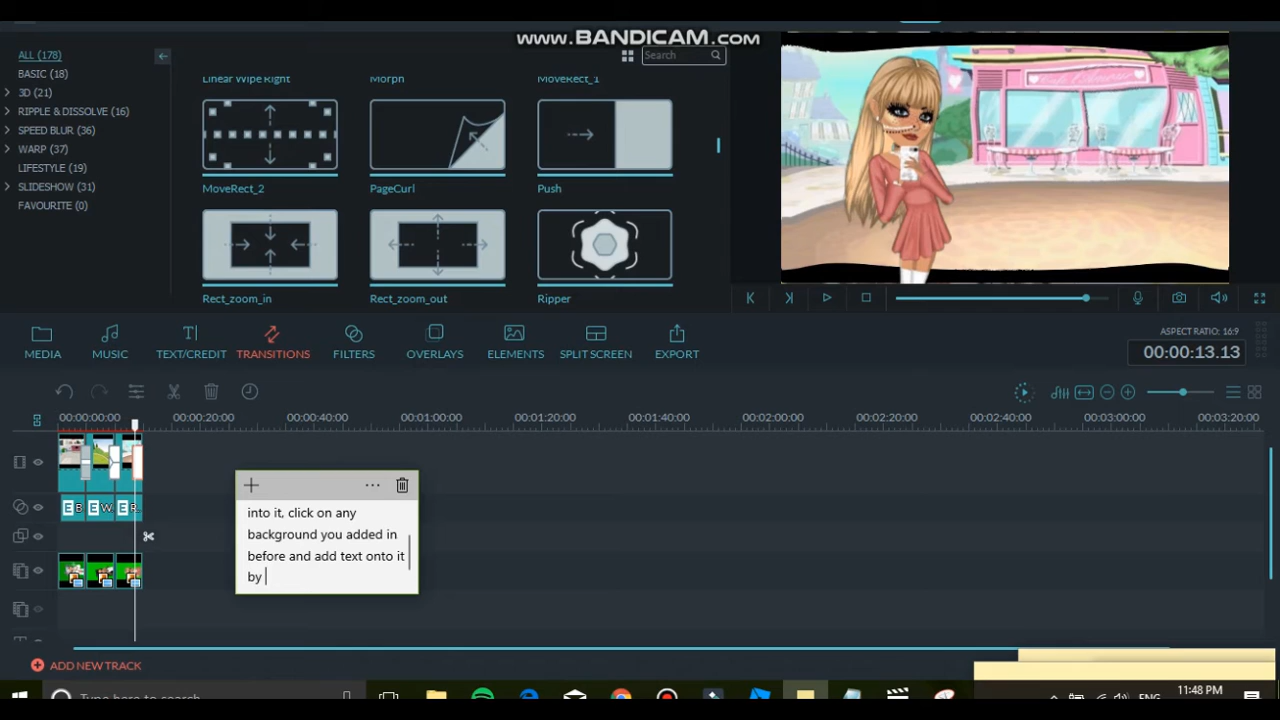 www.BANDICAM.com
ALL (178)
BASIC (18)
3D (21)
RIPPLE & DISSOLVE (16)
SPEED BLUR (36)
WARP (37)
LIFESTYLE (19)
SLIDESHOW (31)
FAVOURITE (0)
Search
Linear Wipe Right
Morph
MoveRect_1
MoveRect_2
PageCurl
Push
Rect_zoom_in
Rect_zoom_out
Ripper
MEDIA
MUSIC
TEXT/CREDIT
TRANSITIONS
FILTERS
OVERLAYS
ELEMENTS
SPLIT SCREEN
EXPORT
ASPECT RATIO: 16:9
00:00:13.13
00:00:00:00
00:00:20:00
00:00:40:00
00:01:00:00
00:01:20:00
00:01:40:00
00:02:00:00
00:02:20:00
00:02:40:00
00:03:00:00
00:03:20:00
E B
E W
E R
into it, click on any
background you added in
before and add text onto it
by
ADD NEW TRACK
Type here to search
ENG
11:48 PM